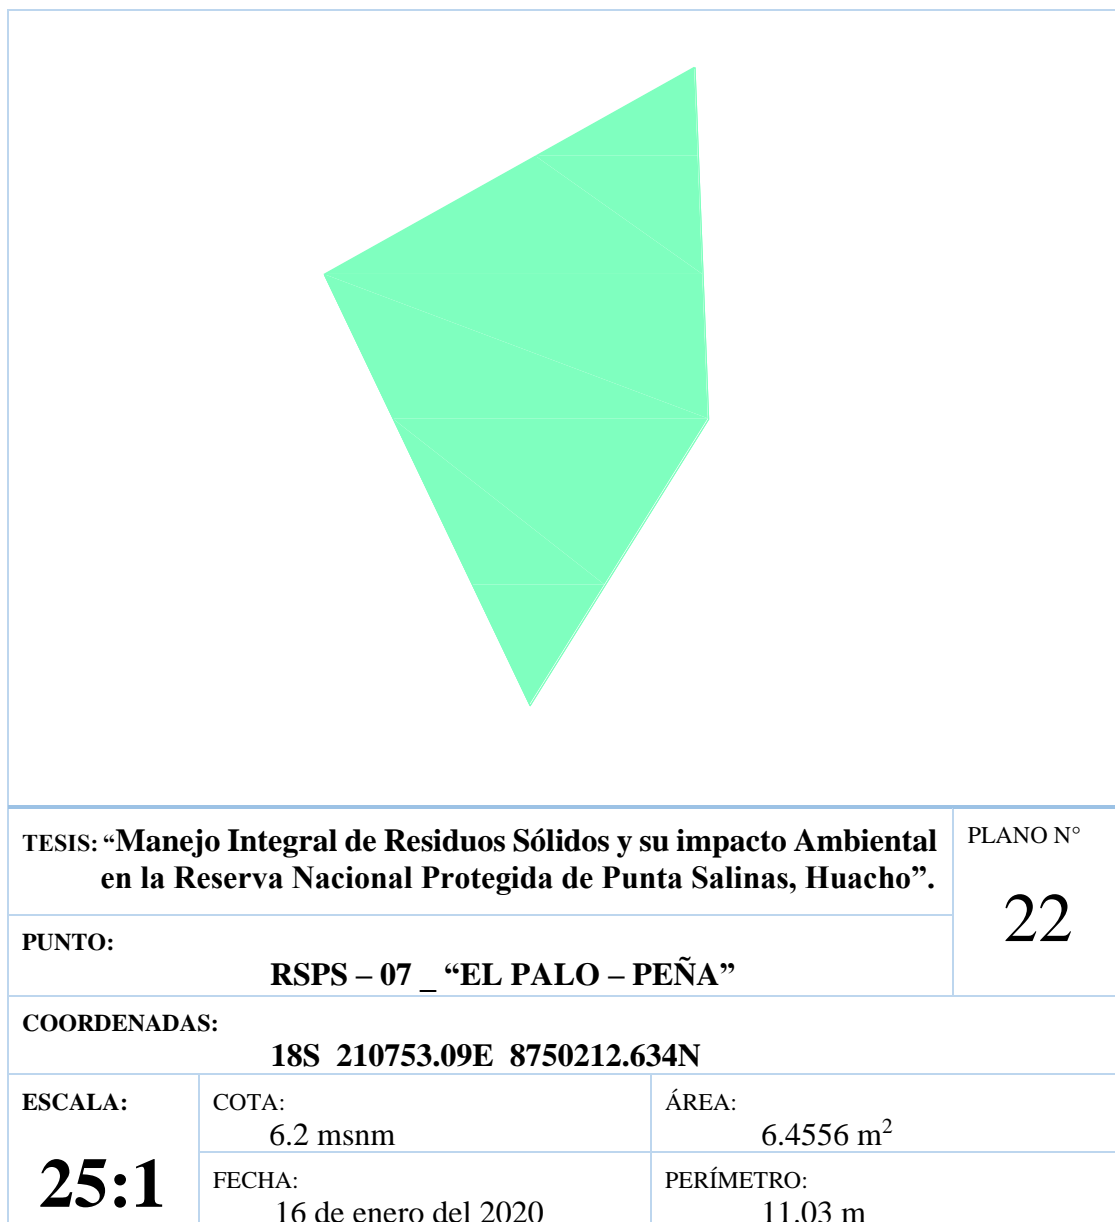 TESIS: “Manejo Integral de Residuos Sólidos y su impacto Ambiental
en la Reserva Nacional Protegida de Punta Salinas, Huacho”.
PLANO N°
22
PUNTO:
RSPS – 07 _ “EL PALO – PEÑA”
COORDENADAS:
18S 210753.09E 8750212.634N
ESCALA:
25:1
COTA:
6.2 msnm
ÁREA:
6.4556 m²
FECHA:
16 de enero del 2020
PERÍMETRO:
11.03 m